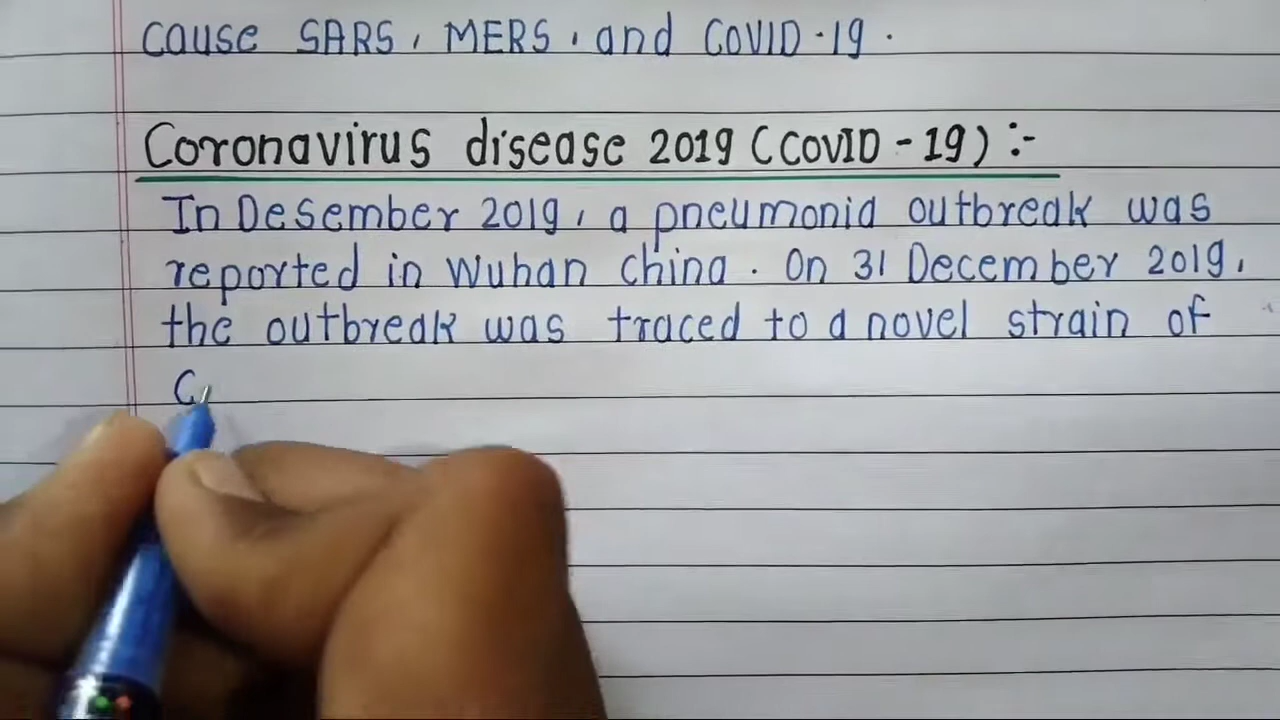 cause SARS, MERS, and COVID-19.
Coronavirus disease 2019 (COVID-19) :-
In Desember 2019, a pneumonia outbreak was
reported in Wuhan china. On 31 December 2019,
the outbreak was traced to a novel strain of
C